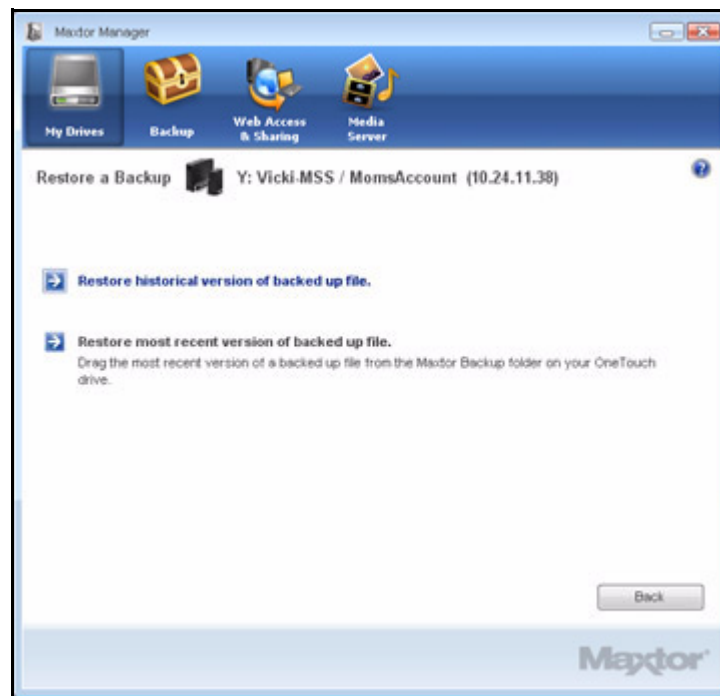 Maxtor Manager
My Drives
Backup
Web Access
& Sharing
Media
Server
Restore a Backup
Y: Vicki-MSS / MomsAccount (10.24.11.38)
?
Restore historical version of backed up file.
Restore most recent version of backed up file.
Drag the most recent version of a backed up file from the Maxtor Backup folder on your OneTouch
drive.
Back
Maxtor